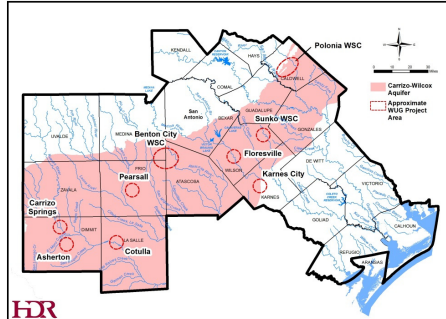 KENDALL
HAYS
Polonia WSC
CALDWELL
COMAL
Carrizo-Wilcox
Aquifer
Approximate
WUG Project
Area
San
Antonio
GUADALUPE
Sunko WSC
UVALDE
MEDINA
Benton City
WSC
BEXAR
GONZALES
DE WITT
Floresville
WILSON
FRIO
Pearsall
ATASCOSA
Karnes City
KARNES
VICTORIA
ZAVALA
Carrizo
Springs
GOLIAD
CALHOUN
DIMMIT
LA SALLE
REFUGIO
Asherton
Cotulla
ARANSAS
HDR